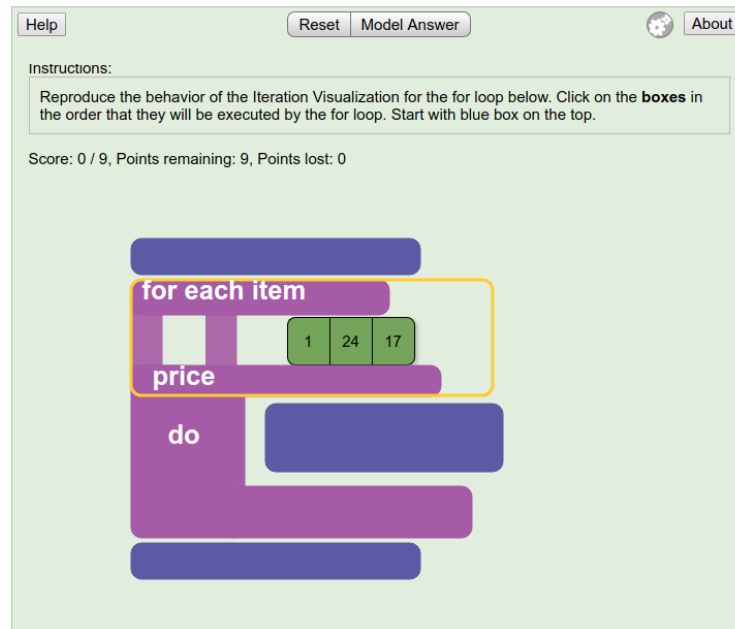 Help
Reset
Model Answer
About
Instructions:
Reproduce the behavior of the Iteration Visualization for the for loop below. Click on the boxes in
the order that they will be executed by the for loop. Start with blue box on the top.
Score: 0 / 9, Points remaining: 9, Points lost: 0
for each item
1 24 17
price
do